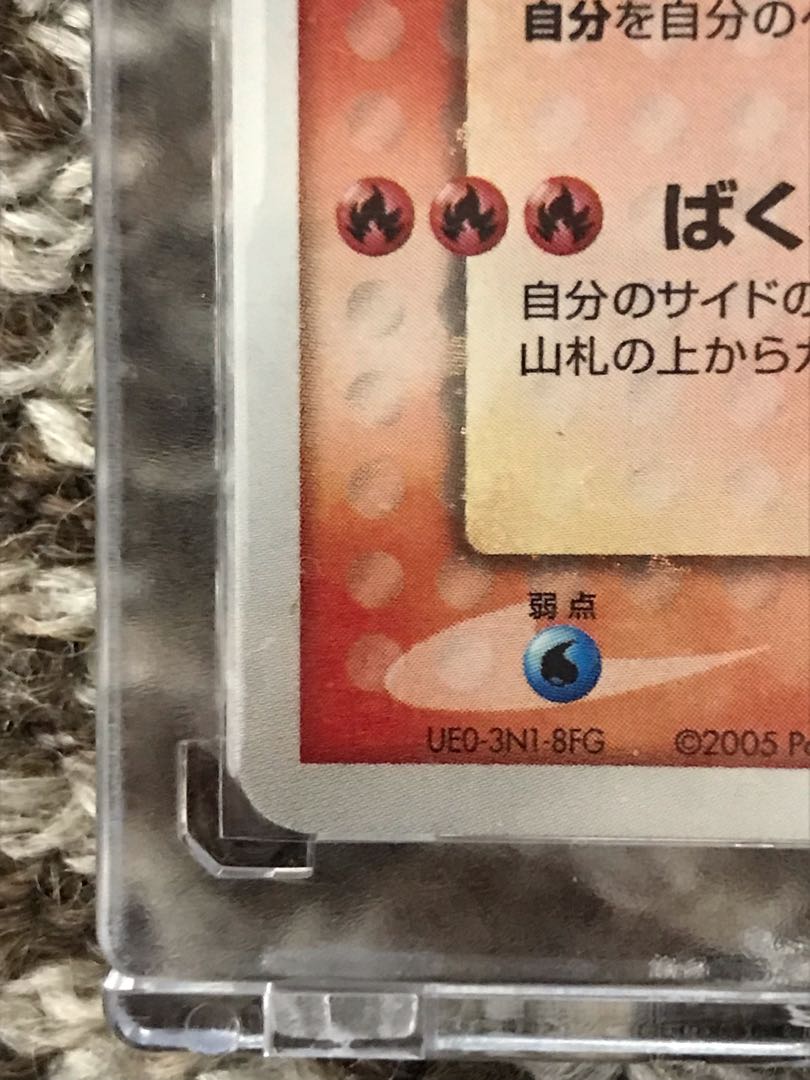 自分を自分の
ばく
自分のサイドの
山札の上から
弱点
UE0-3N1-8FG ©2005